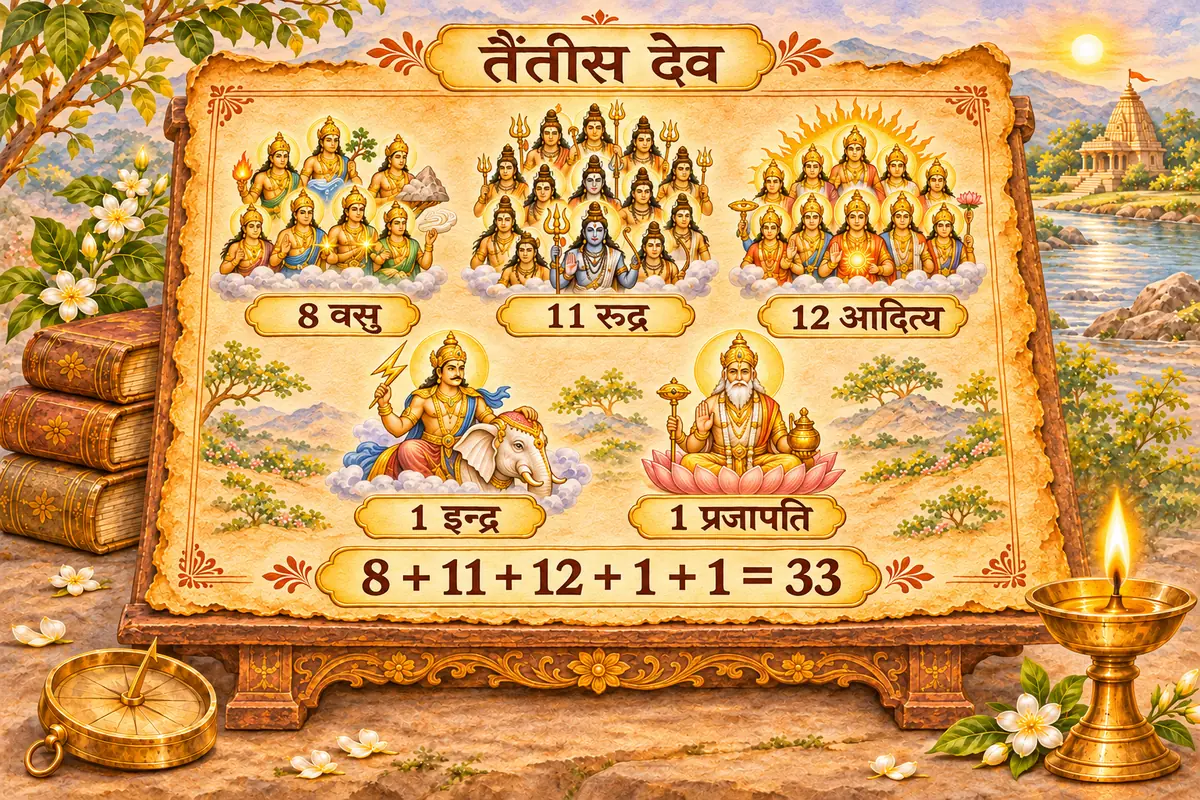 तैंतीस देव
8 वसु
11 रुद्र
12 आदित्य
1 इन्द्र
1 प्रजापति
8 + 11 + 12 + 1 + 1 = 33